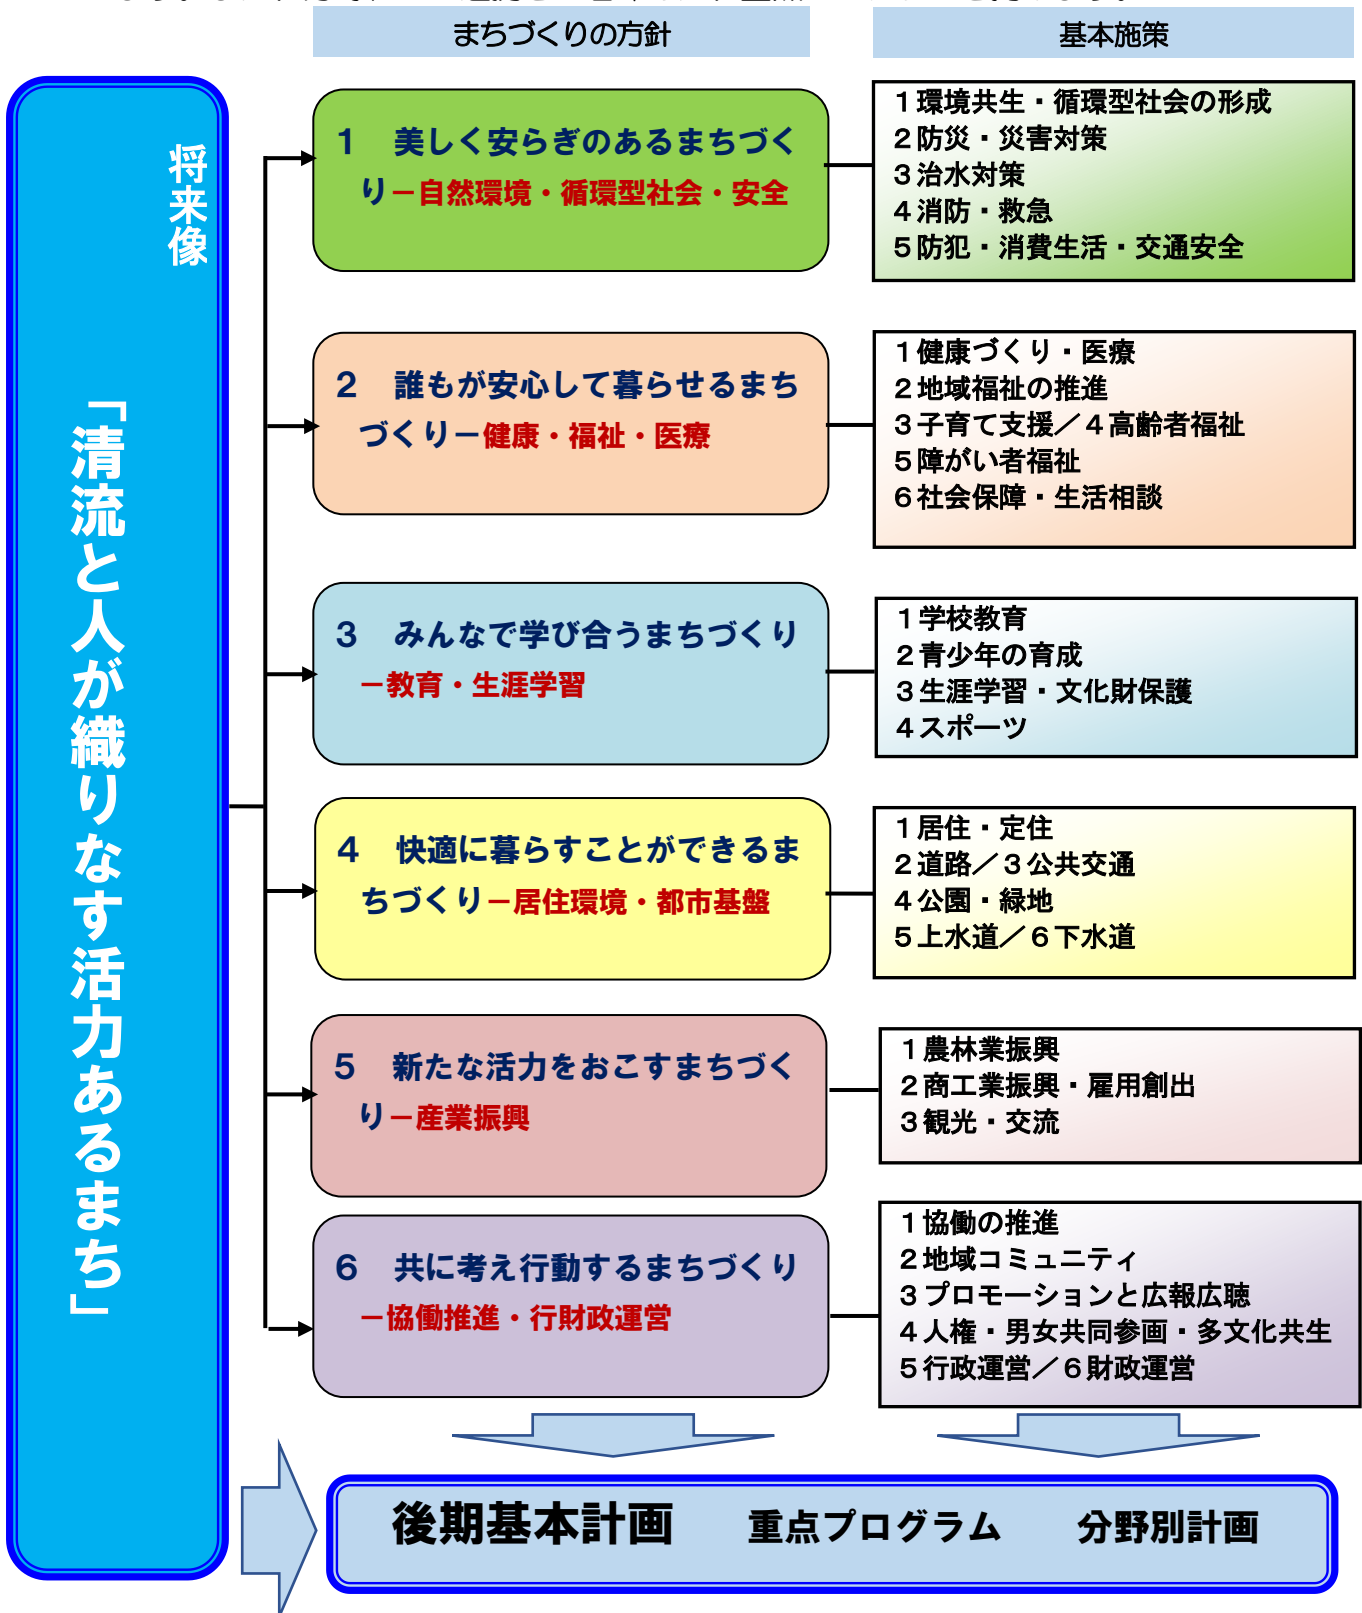 まちづくりの方針
基本施策
将来像
「清流と人が織りなす活力あるまち」
１　美しく安らぎのあるまちづく
り－自然環境・循環型社会・安全
１環境共生・循環型社会の形成
２防災・災害対策
３治水対策
４消防・救急
５防犯・消費生活・交通安全
２　誰もが安心して暮らせるまち
づくり－健康・福祉・医療
１健康づくり・医療
２地域福祉の推進
３子育て支援／４高齢者福祉
５障がい者福祉
６社会保障・生活相談
３　みんなで学び合うまちづくり
－教育・生涯学習
１学校教育
２青少年の育成
３生涯学習・文化財保護
４スポーツ
４　快適に暮らすことができるま
ちづくり－居住環境・都市基盤
１居住・定住
２道路／３公共交通
４公園・緑地
５上水道／６下水道
５　新たな活力をおこすまちづく
り－産業振興
１農林業振興
２商工業振興・雇用創出
３観光・交流
６　共に考え行動するまちづくり
－協働推進・行財政運営
１協働の推進
２地域コミュニティ
３プロモーションと広報広聴
４人権・男女共同参画・多文化共生
５行政運営／６財政運営
後期基本計画　重点プログラム　分野別計画